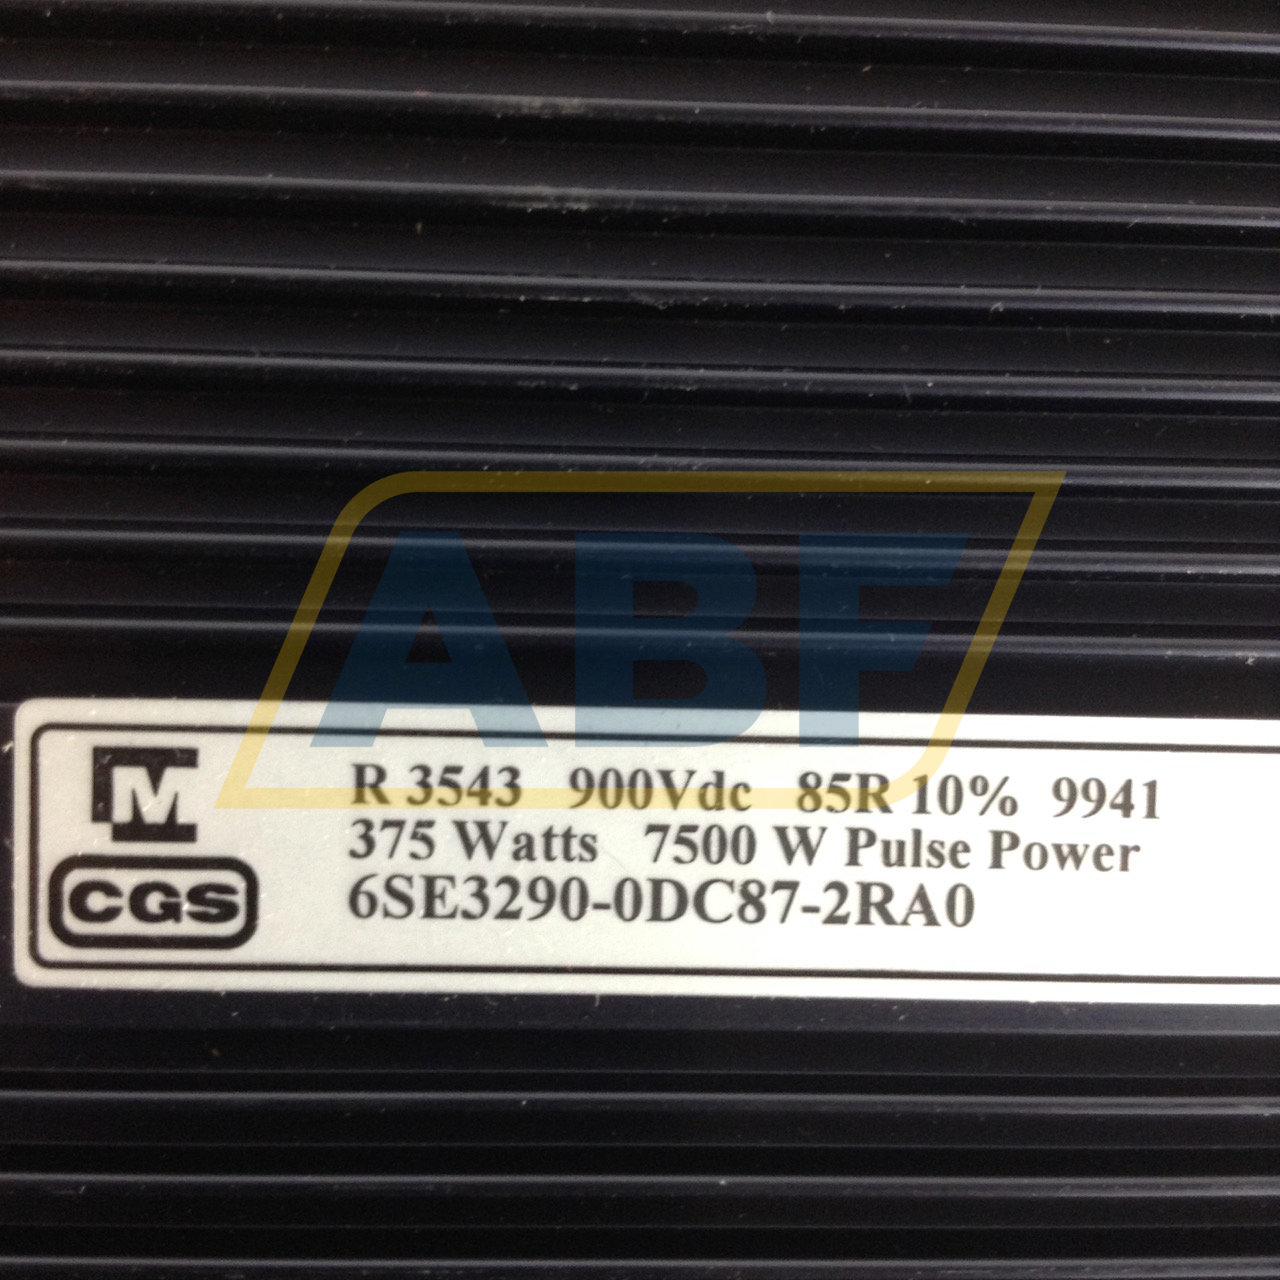 ABF
M
CGS
R 3543 900Vdc 85R 10% 9941
375 Watts 7500 W Pulse Power
6SE3290-0DC87-2RA0